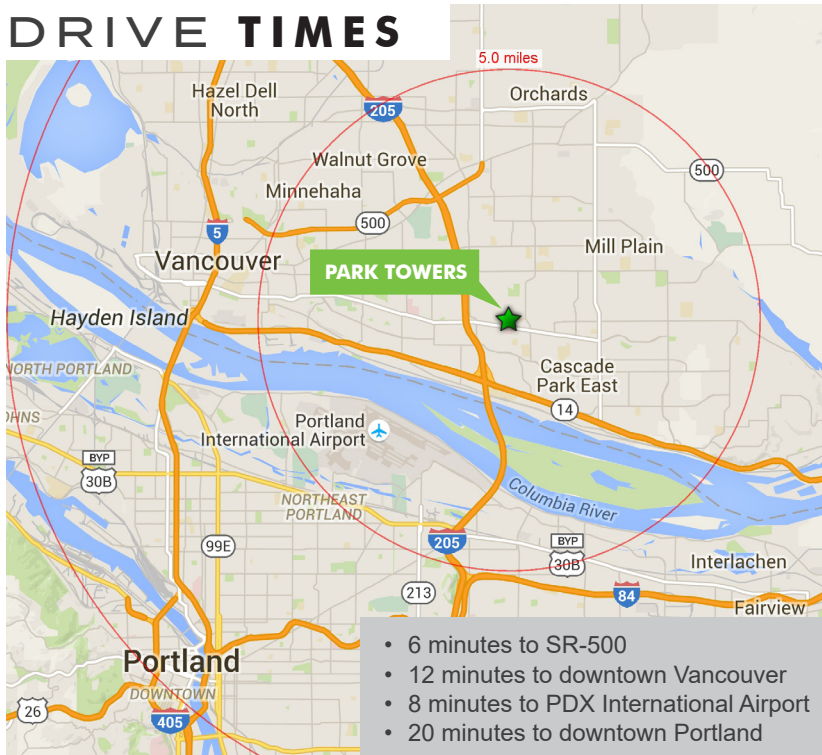 DRIVE TIMES
5.0 miles
Hazel Dell
North
205
Orchards
Walnut Grove
500
Minnehaha
500
5
Mill Plain
Vancouver
PARK TOWERS
Hayden Island
Cascade
Park East
NORTH PORTLAND
14
OHNS
Portland
International Airport
BYP
30B
Columbia River
NORTHEAST
PORTLAND
99E
205
BYP
30B
Interlachen
213
84
Fairview
Portland
DOWNTOWN
26
405
• 6 minutes to SR-500
• 12 minutes to downtown Vancouver
• 8 minutes to PDX International Airport
• 20 minutes to downtown Portland